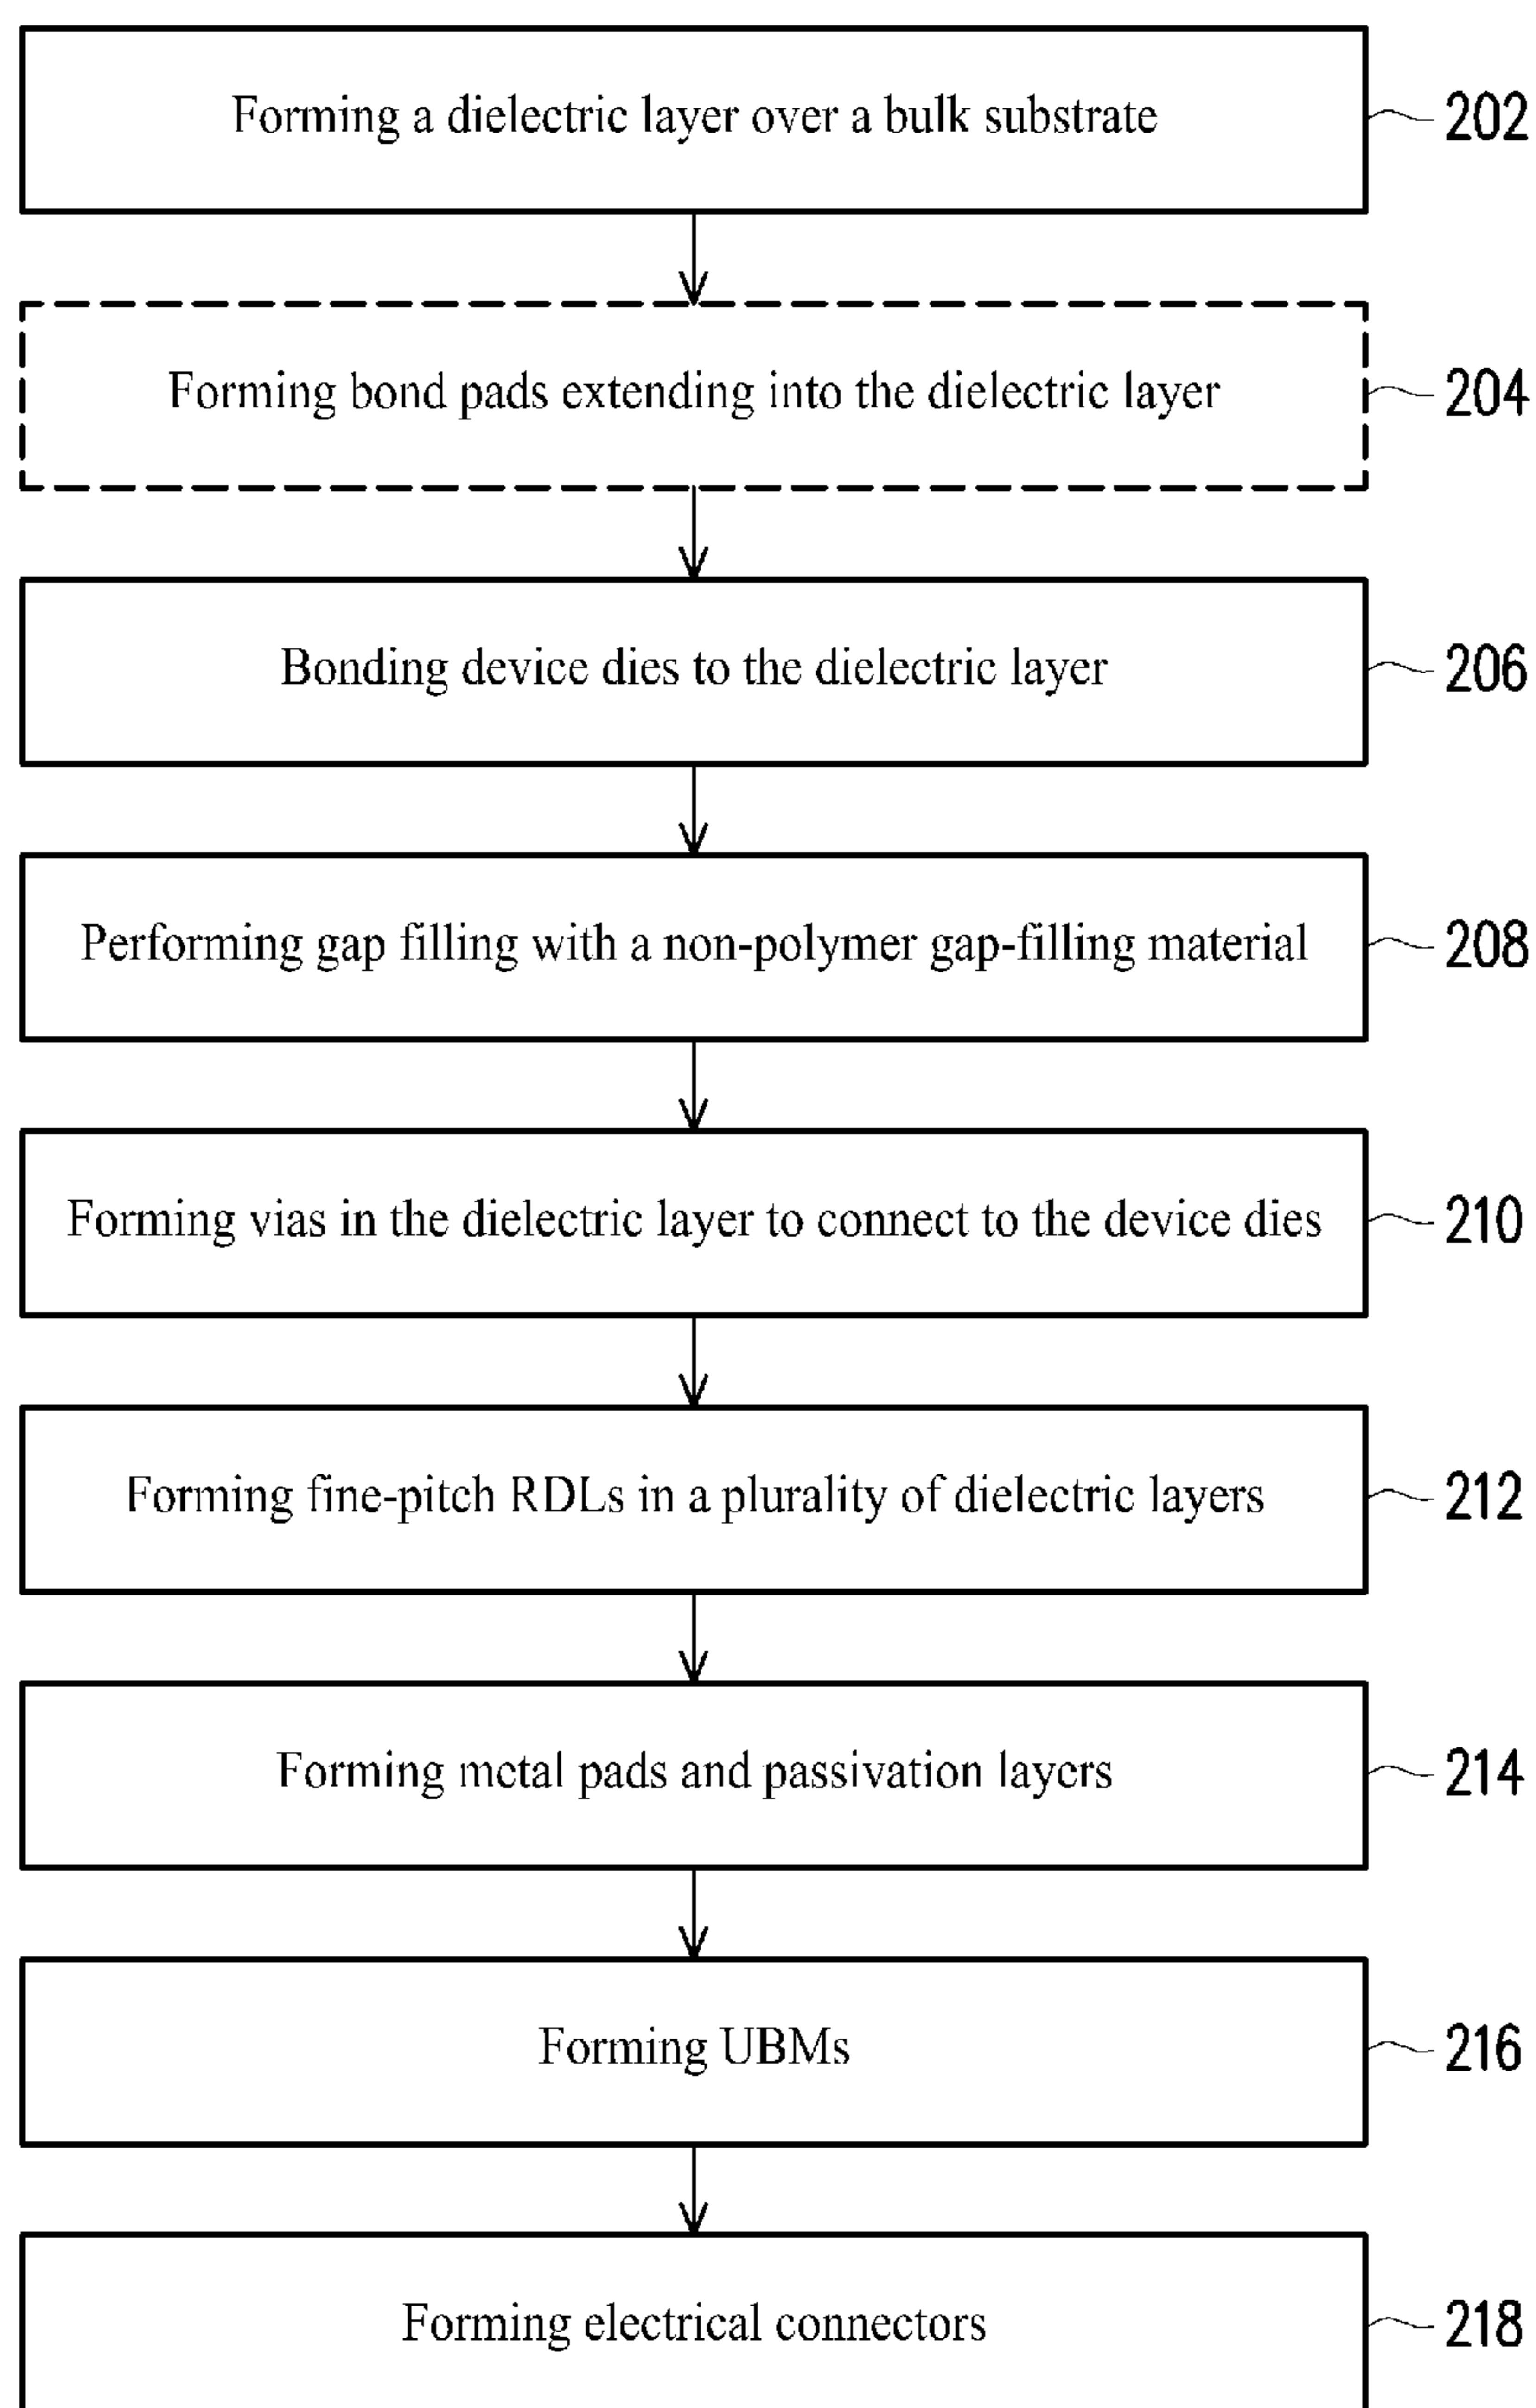 Forming a dielectric layer over a bulk substrate 202
Forming bond pads extending into the dielectric layer 204
Bonding device dies to the dielectric layer 206
Performing gap filling with a non-polymer gap-filling material 208
Forming vias in the dielectric layer to connect to the device dies 210
Forming fine-pitch RDLs in a plurality of dielectric layers 212
Forming metal pads and passivation layers 214
Forming UBMs 216
Forming electrical connectors 218